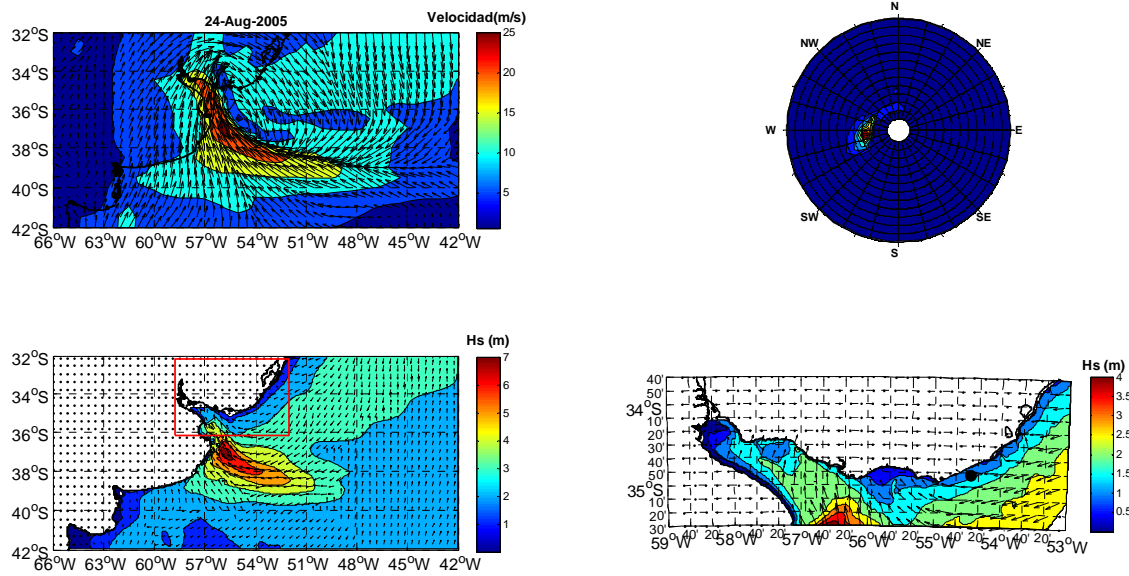 24-Aug-2005
Velocidad(m/s)
32°S
34°S
36°S
38°S
40°S
42°S
66°W 63°W 60°W 57°W 54°W 51°W 48°W 45°W 42°W
25
20
15
10
5
N
NW
NE
W
E
SW
SE
S
Hs (m)
32°S
34°S
36°S
38°S
40°S
42°S
66°W 63°W 60°W 57°W 54°W 51°W 48°W 45°W 42°W
7
6
5
4
3
2
1
Hs (m)
40'
50'
34°S
10'
20'
30'
40'
50'
35°S
10'
20'
30'
59°W 40' 20' 58°W 40' 20' 57°W 40' 20' 56°W 40' 20' 55°W 40' 20' 54°W 40' 20' 53°W
4
3.5
3
2.5
2
1.5
1
0.5